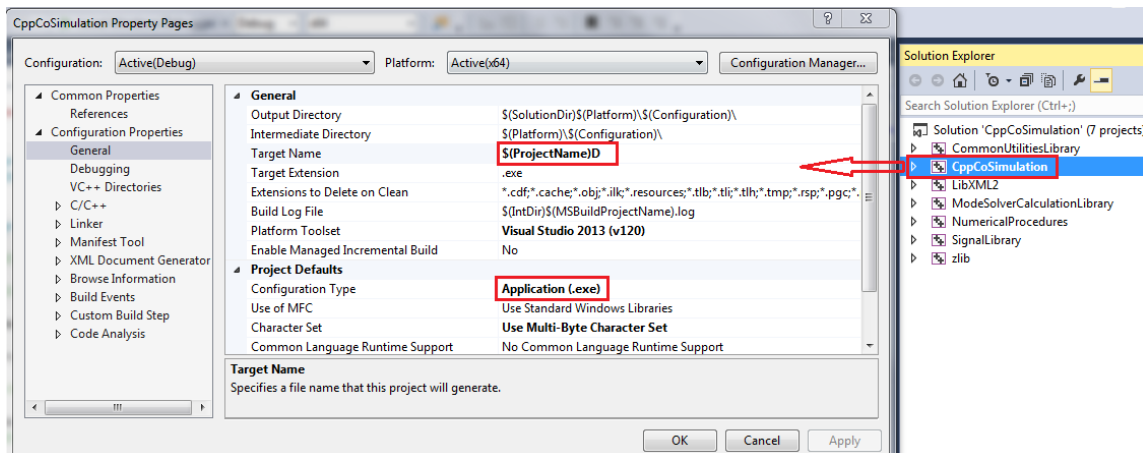 CppCoSimulation Property Pages
Configuration: Active(Debug) Platform: Active(x64) Configuration Manager...
Common Properties
References
Configuration Properties
General
Debugging
VC++ Directories
C/C++
Linker
Manifest Tool
XML Document Generator
Browse Information
Build Events
Custom Build Step
Code Analysis
General
Output Directory $(SolutionDir)$(Platform)\$(Configuration)\
Intermediate Directory $(Platform)\$(Configuration)\
Target Name $(ProjectName)D
Target Extension .exe
Extensions to Delete on Clean *.cdf;*.cache;*.obj;*.ilk;*.resources;*.tlb;*.tli;*.tlh;*.tmp;*.rsp;*.pgc;*.
Build Log File $(IntDir)$(MSBuildProjectName).log
Platform Toolset Visual Studio 2013 (v120)
Enable Managed Incremental Build No
Project Defaults
Configuration Type Application (.exe)
Use of MFC Use Standard Windows Libraries
Character Set Use Multi-Byte Character Set
Common Language Runtime Support No Common Language Runtime Support
Target Name
Specifies a file name that this project will generate.
OK Cancel Apply
Solution Explorer
Search Solution Explorer (Ctrl+;)
Solution 'CppCoSimulation' (7 projects)
CommonUtilitiesLibrary
CppCoSimulation
LibXML2
ModeSolverCalculationLibrary
NumericalProcedures
SignalLibrary
zlib